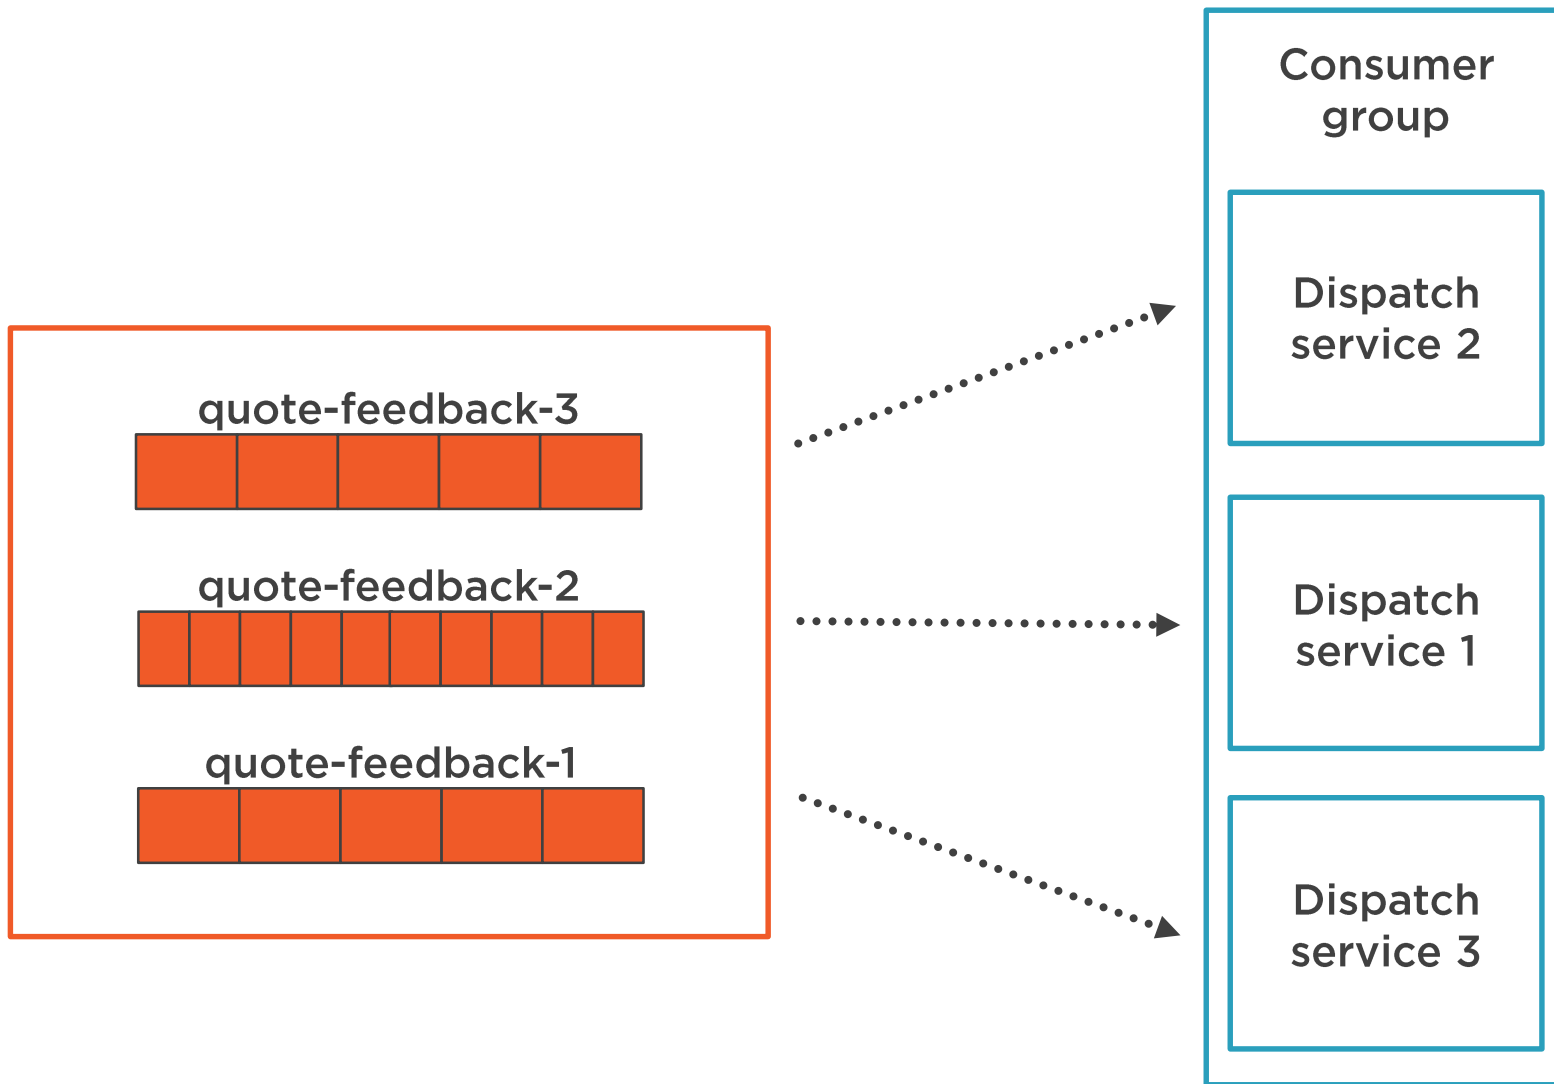 Consumer
group
Dispatch
service 2
quote-feedback-3
quote-feedback-2
Dispatch
service 1
quote-feedback-1
Dispatch
service 3